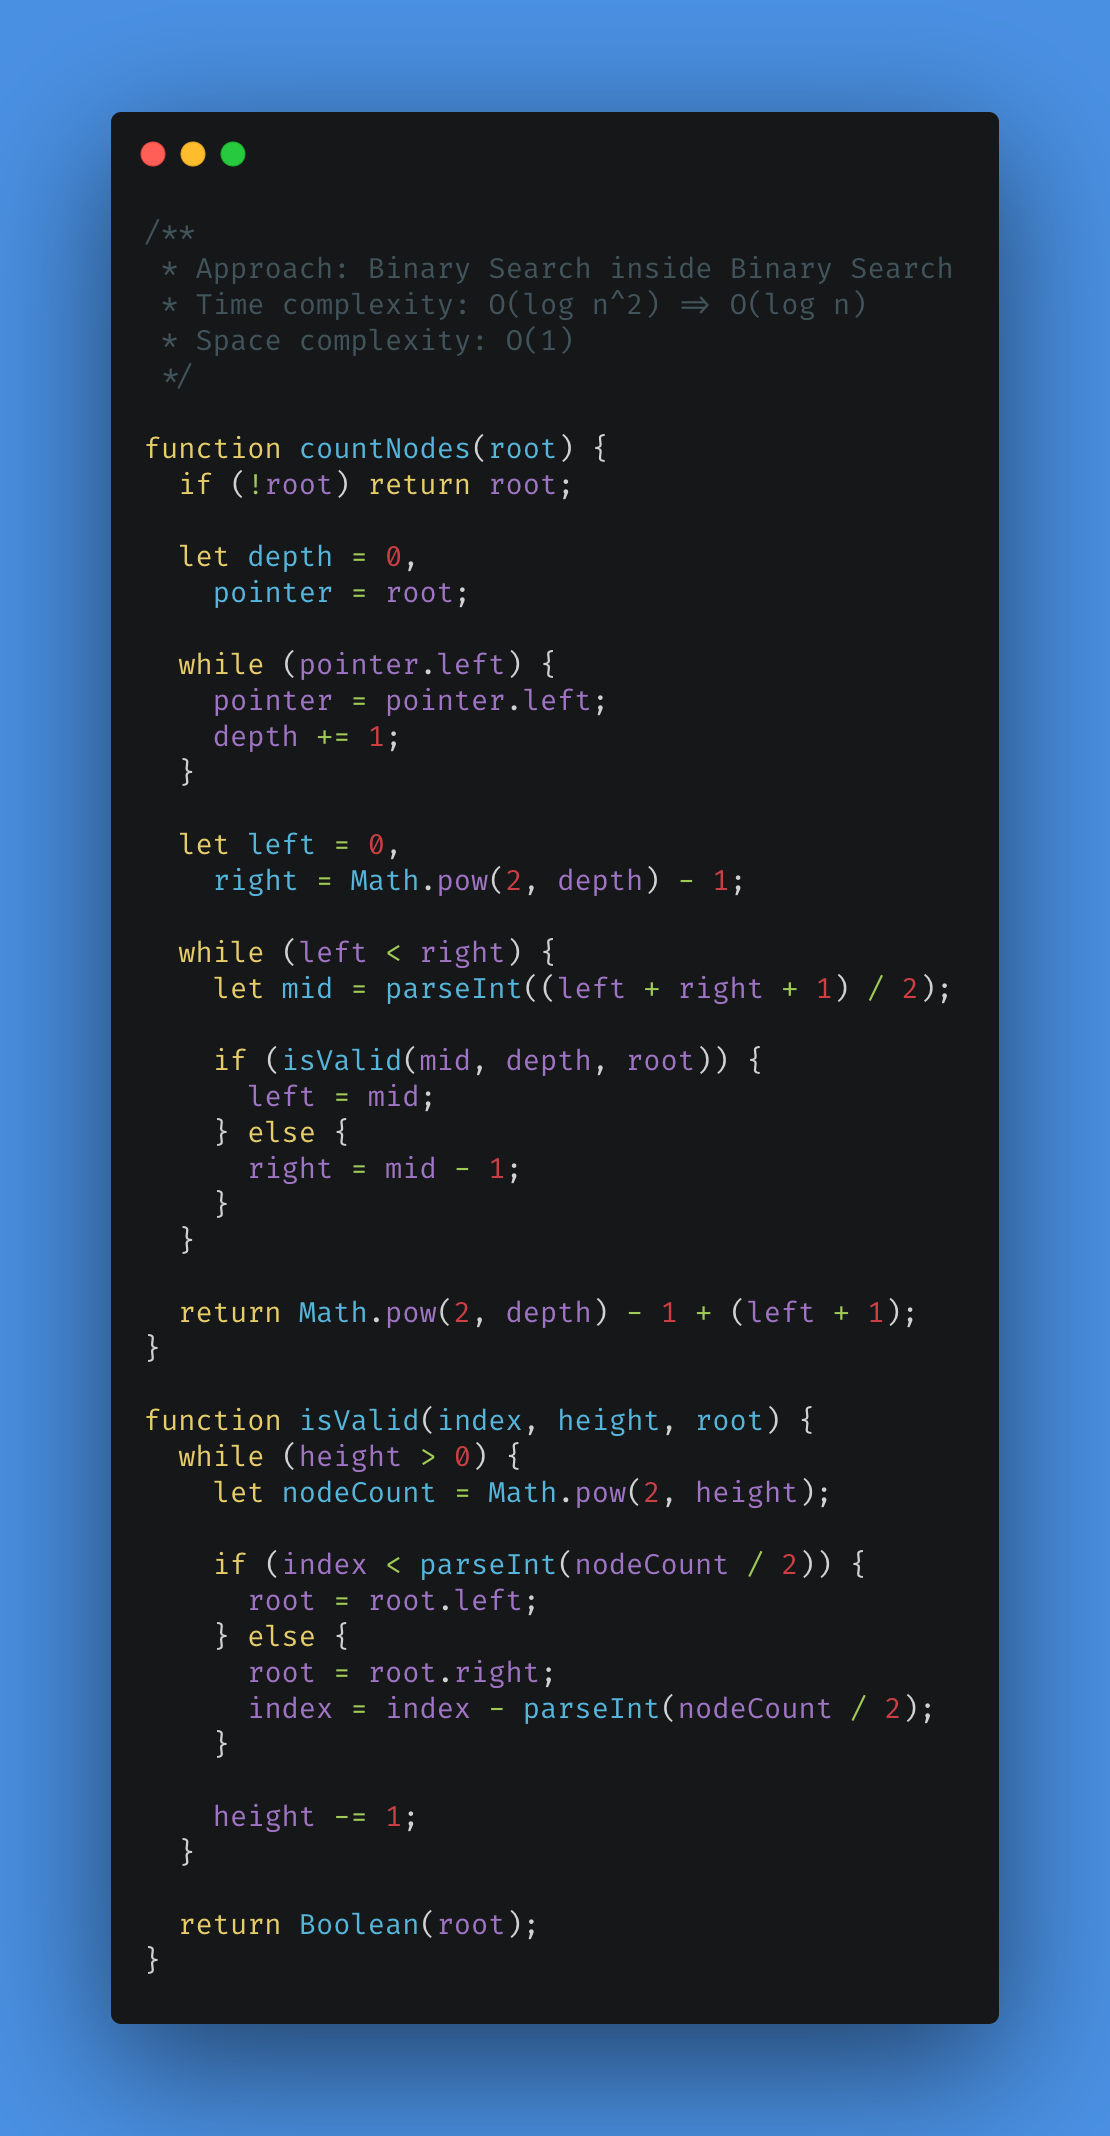 /**
 * Approach: Binary Search inside Binary Search
 * Time complexity: O(log n^2) => O(log n)
 * Space complexity: O(1)
 */

function countNodes(root) {
  if (!root) return root;

  let depth = 0,
    pointer = root;

  while (pointer.left) {
    pointer = pointer.left;
    depth += 1;
  }

  let left = 0,
    right = Math.pow(2, depth) - 1;

  while (left < right) {
    let mid = parseInt((left + right + 1) / 2);

    if (isValid(mid, depth, root)) {
      left = mid;
    } else {
      right = mid - 1;
    }
  }

  return Math.pow(2, depth) - 1 + (left + 1);
}

function isValid(index, height, root) {
  while (height > 0) {
    let nodeCount = Math.pow(2, height);

    if (index < parseInt(nodeCount / 2)) {
      root = root.left;
    } else {
      root = root.right;
      index = index - parseInt(nodeCount / 2);
    }

    height -= 1;
  }

  return Boolean(root);
}